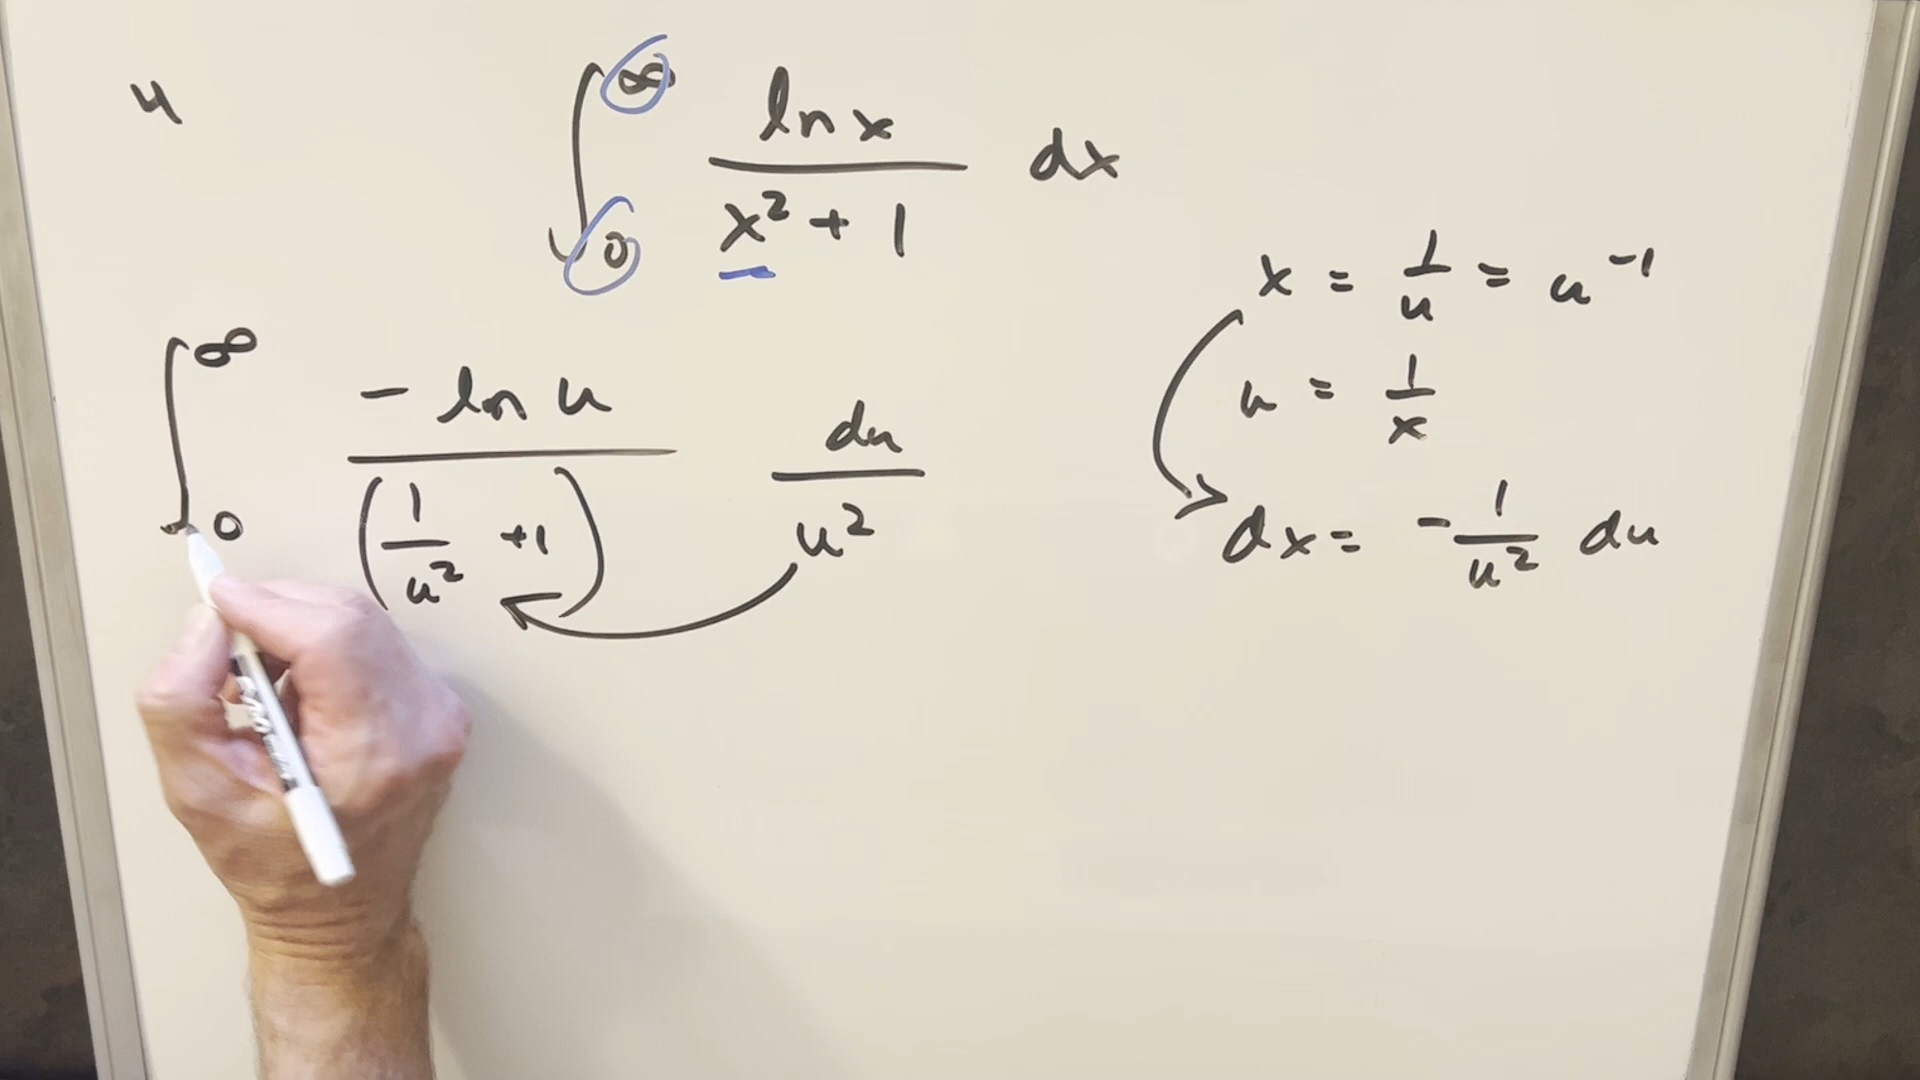 4
∫₀^∞ ln x / (x² + 1) dx
x = 1/u = u⁻¹
u = 1/x
dx = - 1/u² du
∫₀^∞ - ln u / (1/u² + 1) du/u²